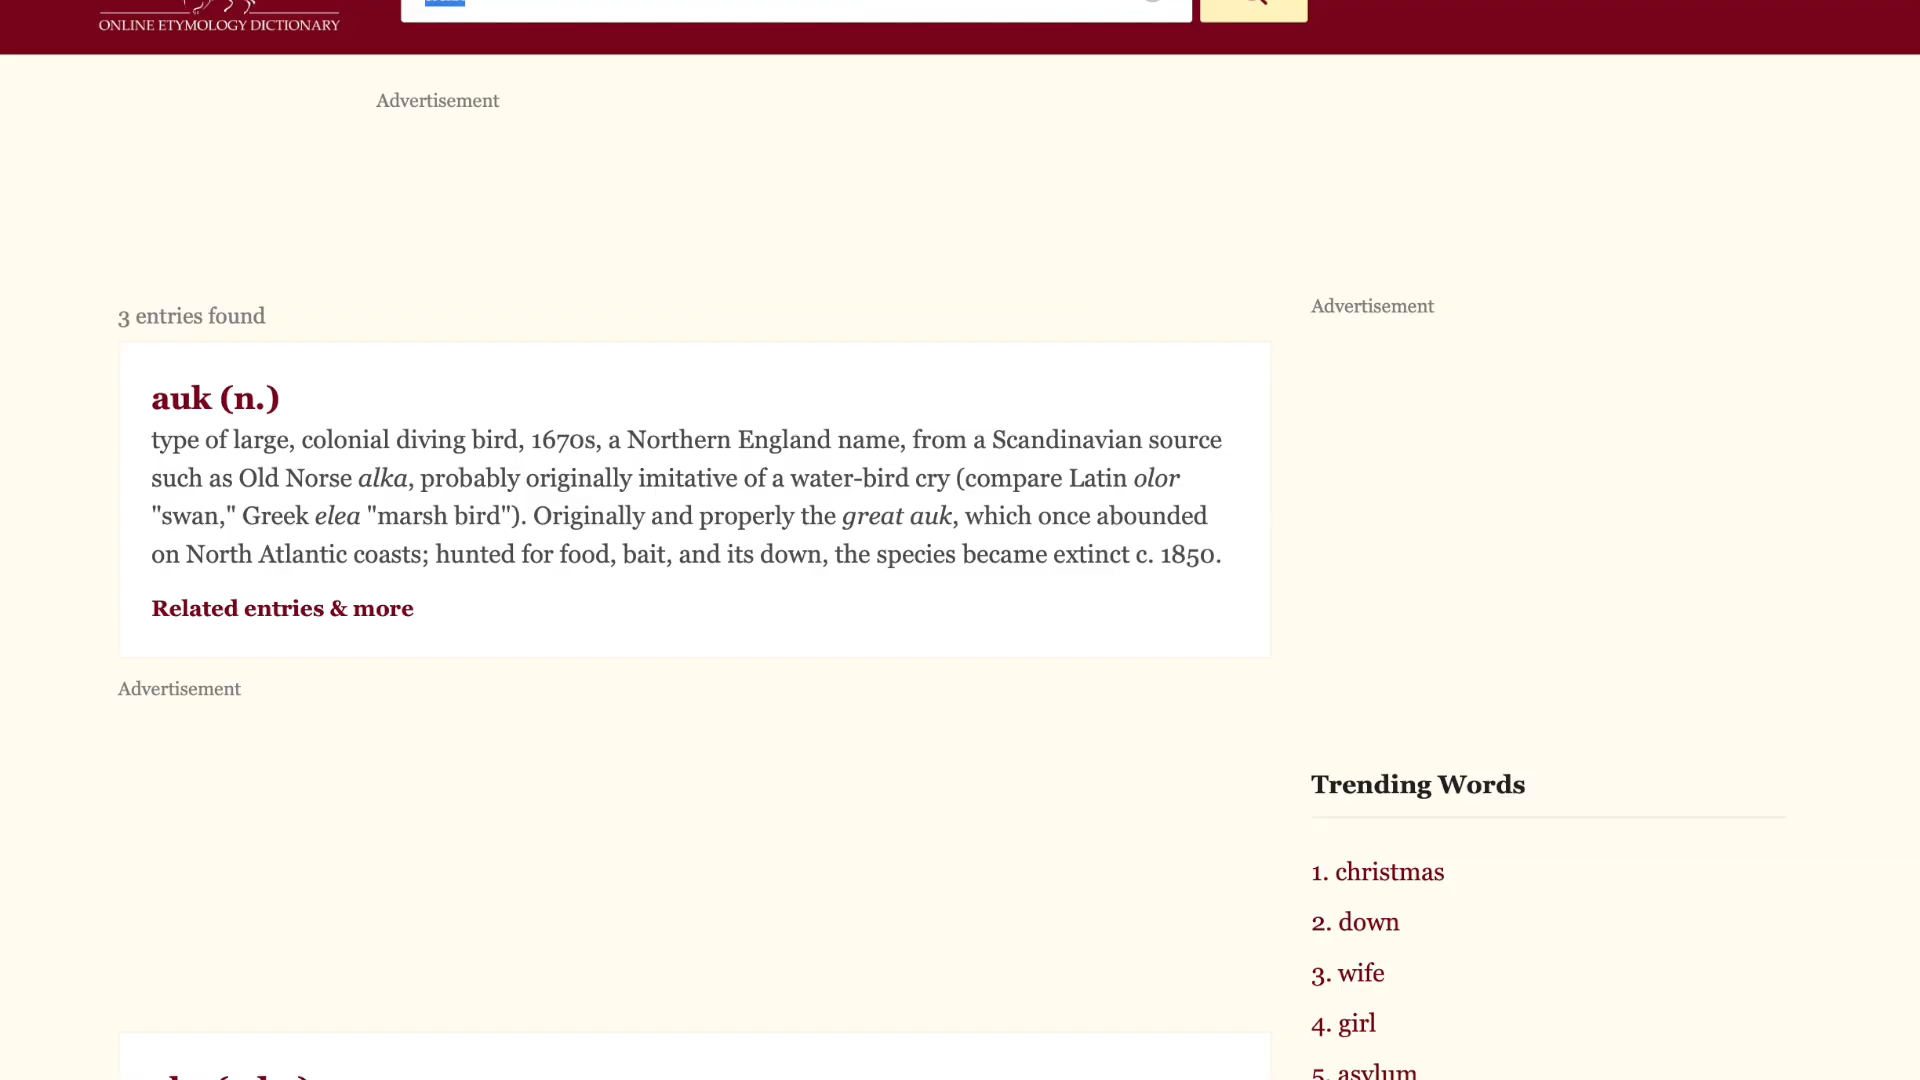 ONLINE ETYMOLOGY DICTIONARY
Advertisement
3 entries found
Advertisement
auk (n.)
type of large, colonial diving bird, 1670s, a Northern England name, from a Scandinavian source
such as Old Norse alka, probably originally imitative of a water-bird cry (compare Latin olor
"swan," Greek elea "marsh bird"). Originally and properly the great auk, which once abounded
on North Atlantic coasts; hunted for food, bait, and its down, the species became extinct c. 1850.
Related entries & more
Advertisement
Trending Words
1. christmas
2. down
3. wife
4. girl
5. asylum